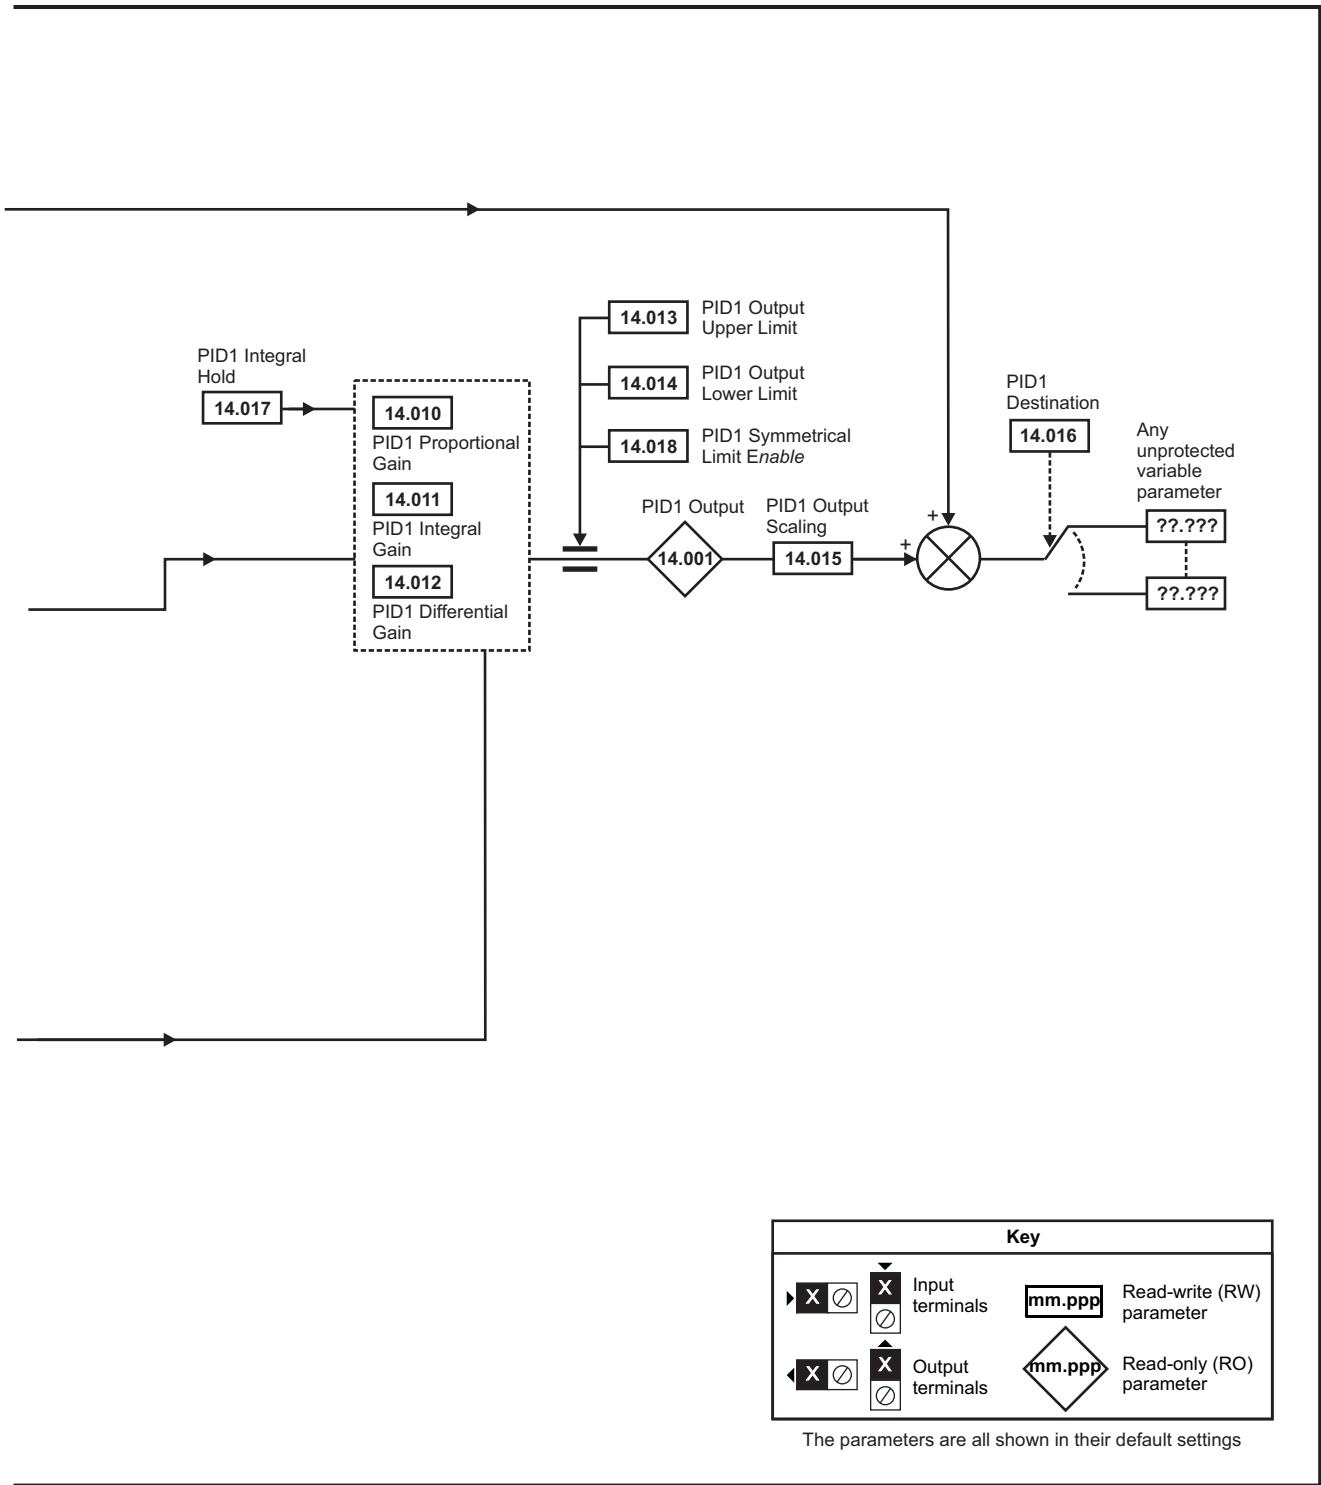 14.013
PID1 Output
Upper Limit
PID1 Integral
Hold
14.017
14.014
PID1 Output
Lower Limit
14.018
PID1 Symmetrical
Limit Enable
14.010
PID1 Proportional
Gain
14.011
PID1 Integral
Gain
14.012
PID1 Differential
Gain
PID1 Output
14.001
PID1 Output
Scaling
14.015
+
+
PID1
Destination
14.016
Any
unprotected
variable
parameter
??.???
??.???
Key
X
X
Input
terminals
mm.ppp
Read-write (RW)
parameter
X
X
Output
terminals
mm.ppp
Read-only (RO)
parameter
The parameters are all shown in their default settings